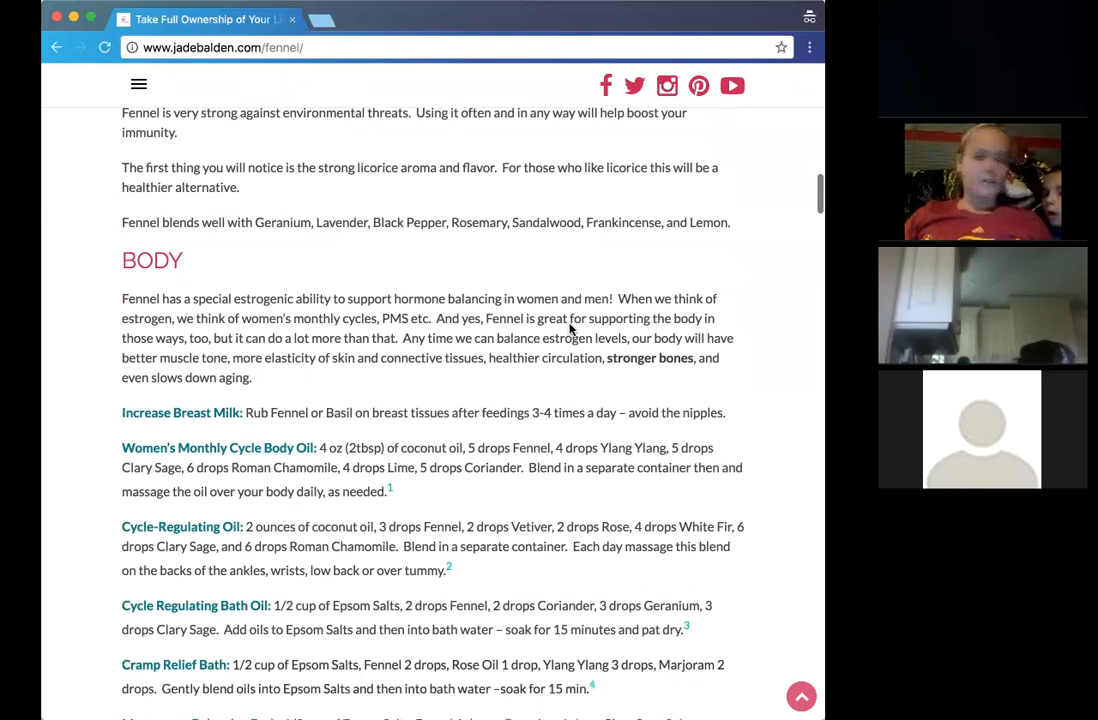 Take Full Ownership of Your Li
www.jadebalden.com/fennel/
Fennel is very strong against environmental threats. Using it often and in any way will help boost your
immunity.
The first thing you will notice is the strong licorice aroma and flavor. For those who like licorice this will be a
healthier alternative.
Fennel blends well with Geranium, Lavender, Black Pepper, Rosemary, Sandalwood, Frankincense, and Lemon.
BODY
Fennel has a special estrogenic ability to support hormone balancing in women and men! When we think of
estrogen, we think of women's monthly cycles, PMS etc. And yes, Fennel is great for supporting the body in
those ways, too, but it can do a lot more than that. Any time we can balance estrogen levels, our body will have
better muscle tone, more elasticity of skin and connective tissues, healthier circulation, stronger bones, and
even slows down aging.
Increase Breast Milk: Rub Fennel or Basil on breast tissues after feedings 3-4 times a day – avoid the nipples.
Women's Monthly Cycle Body Oil: 4 oz (2tbsp) of coconut oil, 5 drops Fennel, 4 drops Ylang Ylang, 5 drops
Clary Sage, 6 drops Roman Chamomile, 4 drops Lime, 5 drops Coriander. Blend in a separate container then and
massage the oil over your body daily, as needed.1
Cycle-Regulating Oil: 2 ounces of coconut oil, 3 drops Fennel, 2 drops Vetiver, 2 drops Rose, 4 drops White Fir, 6
drops Clary Sage, and 6 drops Roman Chamomile. Blend in a separate container. Each day massage this blend
on the backs of the ankles, wrists, low back or over tummy.2
Cycle Regulating Bath Oil: 1/2 cup of Epsom Salts, 2 drops Fennel, 2 drops Coriander, 3 drops Geranium, 3
drops Clary Sage. Add oils to Epsom Salts and then into bath water – soak for 15 minutes and pat dry.3
Cramp Relief Bath: 1/2 cup of Epsom Salts, Fennel 2 drops, Rose Oil 1 drop, Ylang Ylang 3 drops, Marjoram 2
drops. Gently blend oils into Epsom Salts and then into bath water –soak for 15 min.4